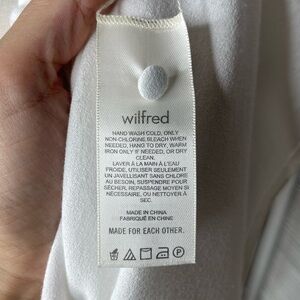 wilfred
HAND WASH COLD, ONLY
NON-CHLORINE BLEACH WHEN
NEEDED, HANG TO DRY, WARM
IRON ONLY IF NEEDED, OR DRY
CLEAN.
LAVER À LA MAIN À L'EAU
FROIDE, UTILISER SEULEMENT
UN JAVELLISANT SANS CHLORE
AU BESOIN, SUSPENDRE POUR
SÉCHER, REPASSAGE MOYEN SI
NÉCESSAIRE, OU NETTOYER À
SEC.
MADE IN CHINA
FABRIQUÉ EN CHINE
MADE FOR EACH OTHER.